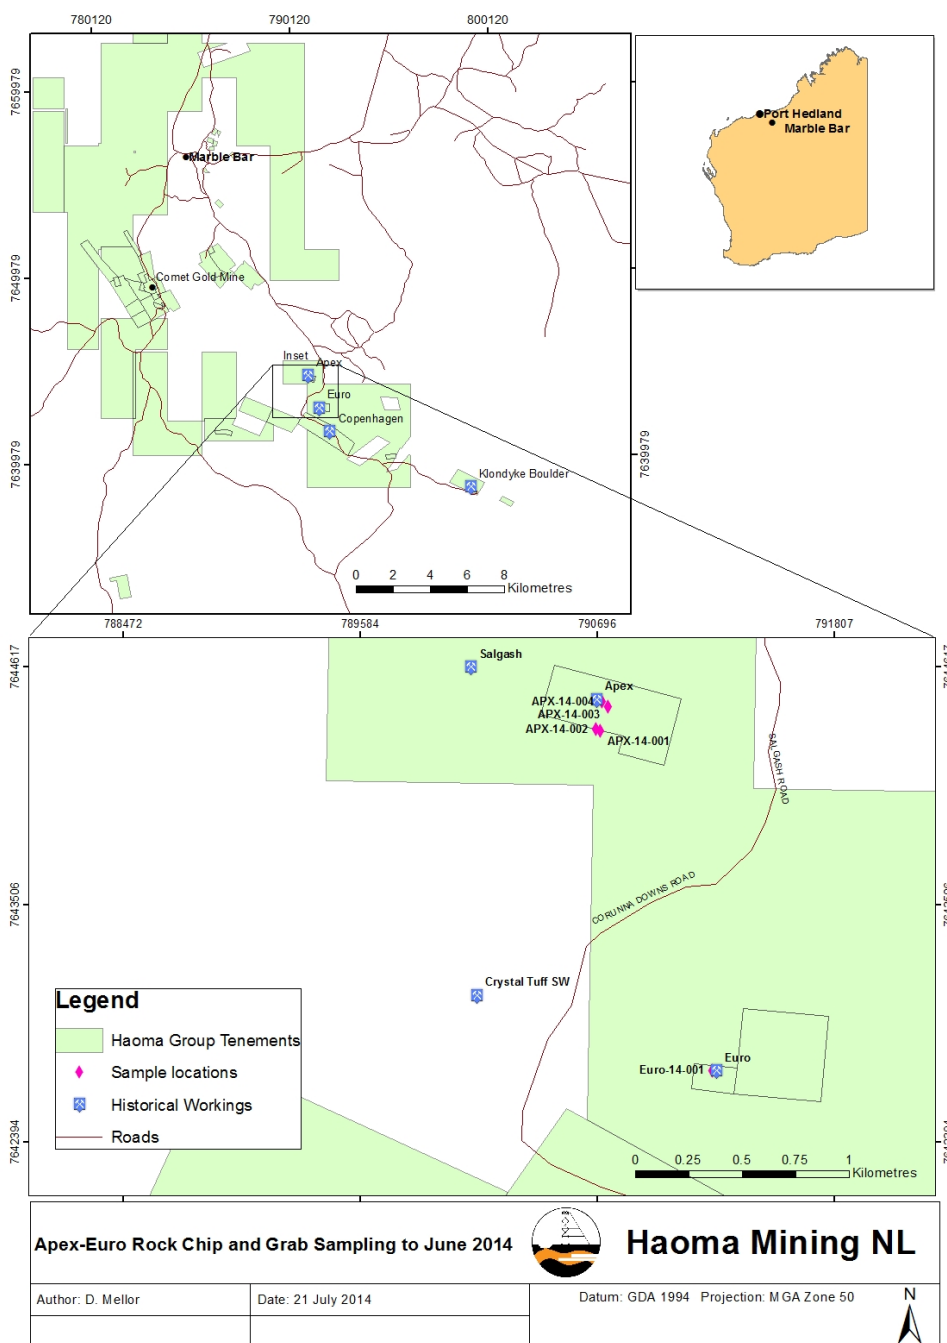 780120
790120
800120
7659979
7649979
7639979
7639979
Port Hedland
Marble Bar
Marble Bar
Comet Gold Mine
Inset
Apex
Euro
Copenhagen
Klondyke Boulder
0 2 4 6 8
Kilometres
788472
789584
790696
791807
7644617
7643506
7642394
7644617
7643506
7642394
Salgash
Apex
APX-14-004
APX-14-003
APX-14-002
APX-14-001
SALGASH ROAD
CORUNNA DOWNS ROAD
Crystal Tuff SW
Euro
Euro-14-001
Legend
Haoma Group Tenements
Sample locations
Historical Workings
Roads
0 0.25 0.5 0.75 1
Kilometres
Apex-Euro Rock Chip and Grab Sampling to June 2014
Haoma Mining NL
Author: D. Mellor
Date: 21 July 2014
Datum: GDA 1994 Projection: MGA Zone 50
N